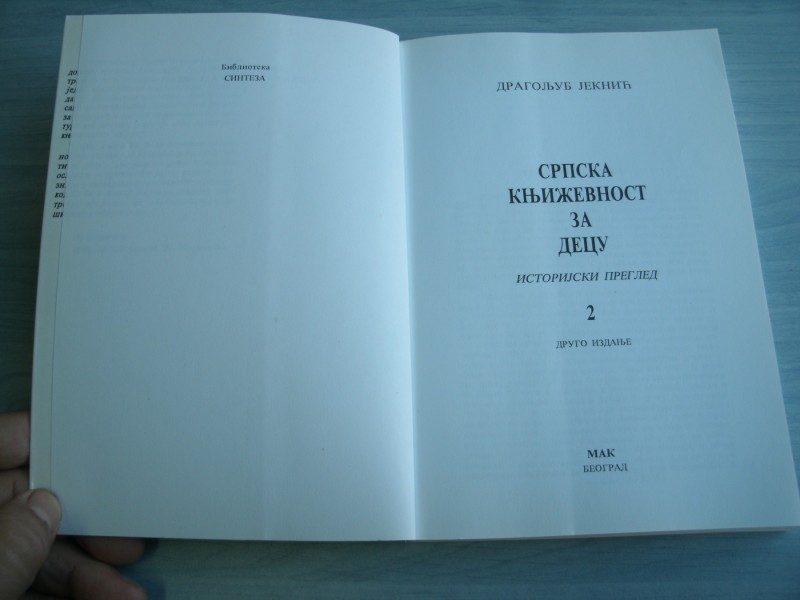 Библиотека
СИНТЕЗА
ДРАГОЉУБ ЈЕКНИЋ
СРПСКА
КЊИЖЕВНОСТ
ЗА
ДЕЦУ
ИСТОРИЈСКИ ПРЕГЛЕД
2
ДРУГО ИЗДАЊЕ
МАК
БЕОГРАД